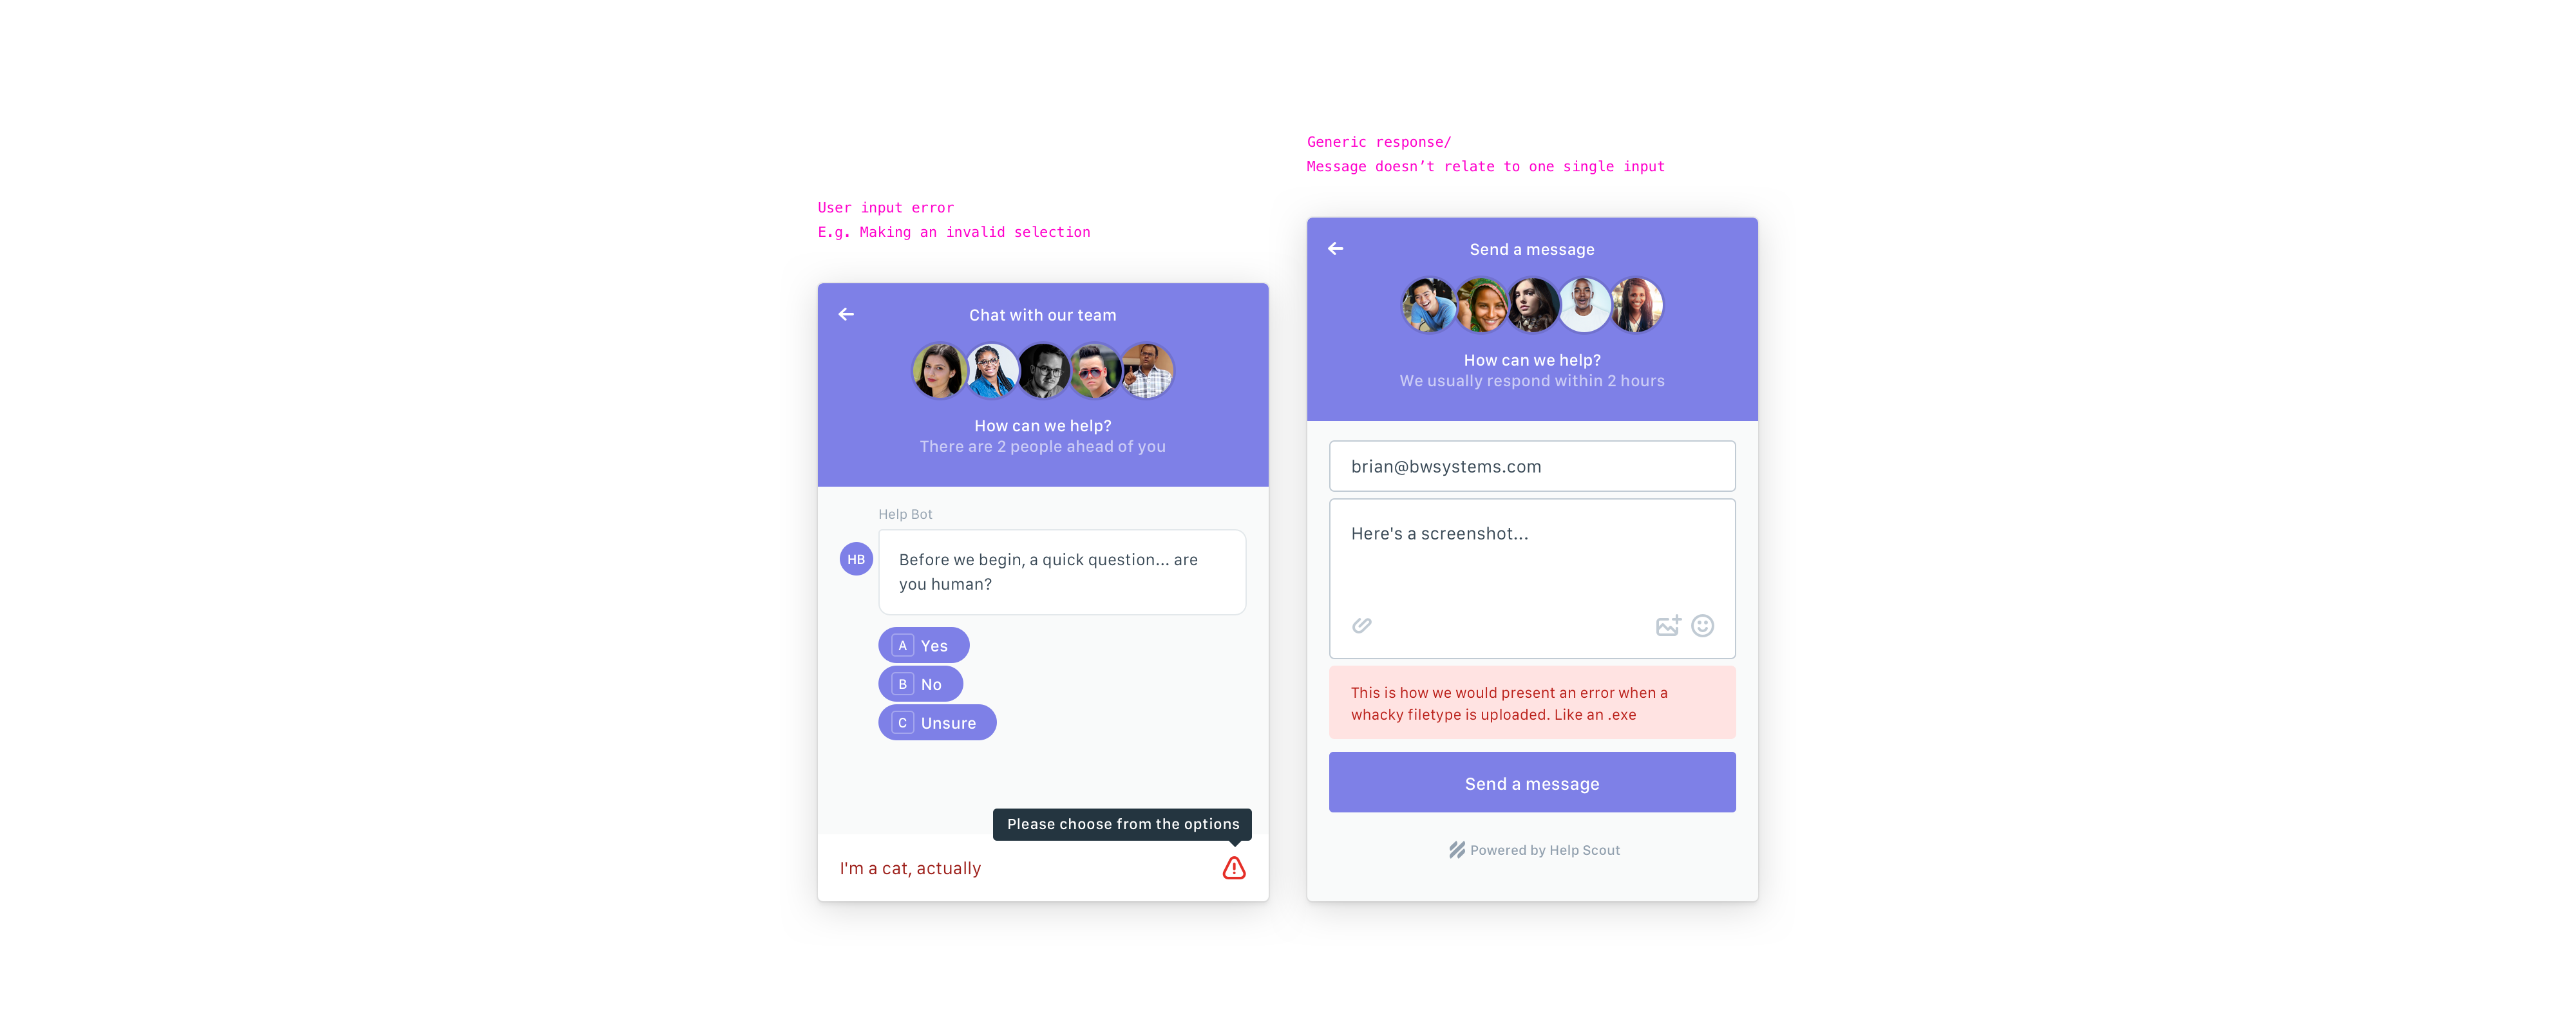 User input error
E.g. Making an invalid selection
Chat with our team
How can we help?
There are 2 people ahead of you
Help Bot
HB
Before we begin, a quick question... are
you human?
A Yes
B No
C Unsure
Please choose from the options
I'm a cat, actually
Generic response/
Message doesn’t relate to one single input
Send a message
How can we help?
We usually respond within 2 hours
brian@bwsystems.com
Here's a screenshot...
This is how we would present an error when a
whacky filetype is uploaded. Like an .exe
Send a message
Powered by Help Scout